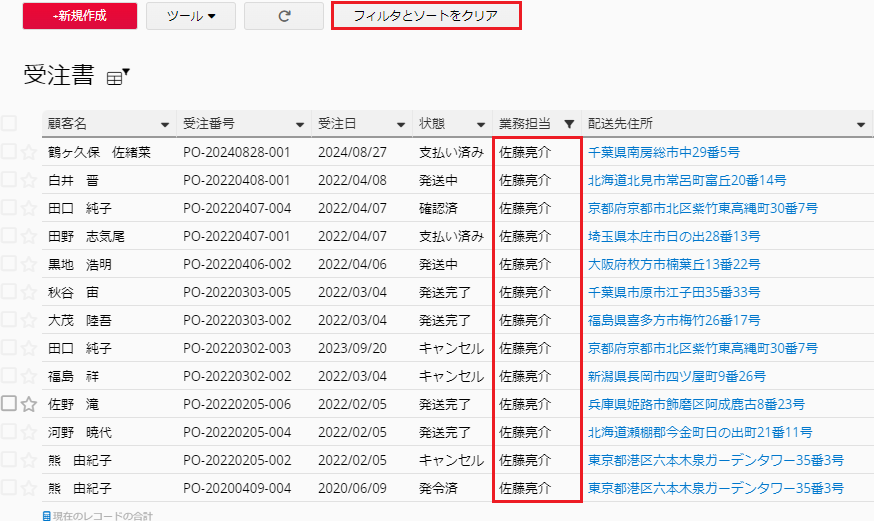 +新規作成 ツール フィルタとソートをクリア
受注書
顧客名 受注番号 受注日 状態 業務担当 配送先住所
鶴ヶ久保　佐緒菜 PO-20240828-001 2024/08/27 支払い済み 佐藤亮介 千葉県南房総市中29番5号
白井　晋 PO-20220408-001 2022/04/08 発送中 佐藤亮介 北海道北見市常呂町富丘20番14号
田口　純子 PO-20220407-004 2022/04/07 確認済 佐藤亮介 京都府京都市北区紫竹東高縄町30番7号
田野　志気尾 PO-20220407-001 2022/04/07 支払い済み 佐藤亮介 埼玉県本庄市日の出28番13号
黒地　浩明 PO-20220406-002 2022/04/06 発送中 佐藤亮介 大阪府枚方市楠葉丘13番22号
秋谷　宙 PO-20220303-005 2022/03/04 発送完了 佐藤亮介 千葉県市原市江子田35番33号
大茂　陸吾 PO-20220303-002 2022/03/04 発送完了 佐藤亮介 福島県喜多方市梅竹26番17号
田口　純子 PO-20220302-003 2023/09/20 キャンセル 佐藤亮介 京都府京都市北区紫竹東高縄町30番7号
福島　祥 PO-20220302-002 2022/03/04 キャンセル 佐藤亮介 新潟県長岡市四ツ屋町9番26号
佐野　滝 PO-20220205-006 2022/02/05 発送完了 佐藤亮介 兵庫県姫路市飾磨区阿成鹿古8番23号
河野　暁代 PO-20220205-004 2022/02/05 発送完了 佐藤亮介 北海道瀬棚郡今金町日の出町21番11号
熊　由紀子 PO-20220205-002 2022/02/05 キャンセル 佐藤亮介 東京都港区六本木泉ガーデンタワー35番3号
熊　由紀子 PO-20200409-004 2020/06/09 発令済 佐藤亮介 東京都港区六本木泉ガーデンタワー35番3号
現在のレコードの合計